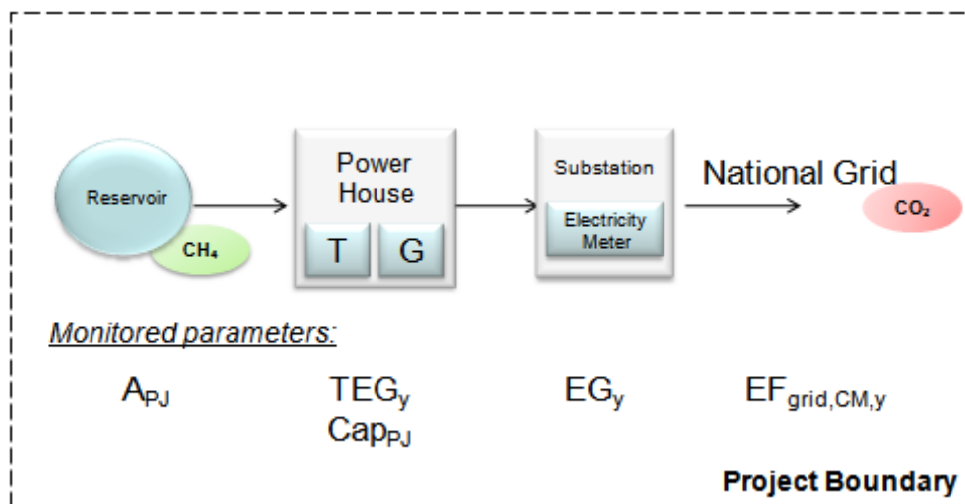 Reservoir
CH₄
Power
House
T
G
Substation
Electricity
Meter
National Grid
CO₂
Monitored parameters:
A_PJ
TEG_y
Cap_PJ
EG_y
EF_grid,CM,y
Project Boundary